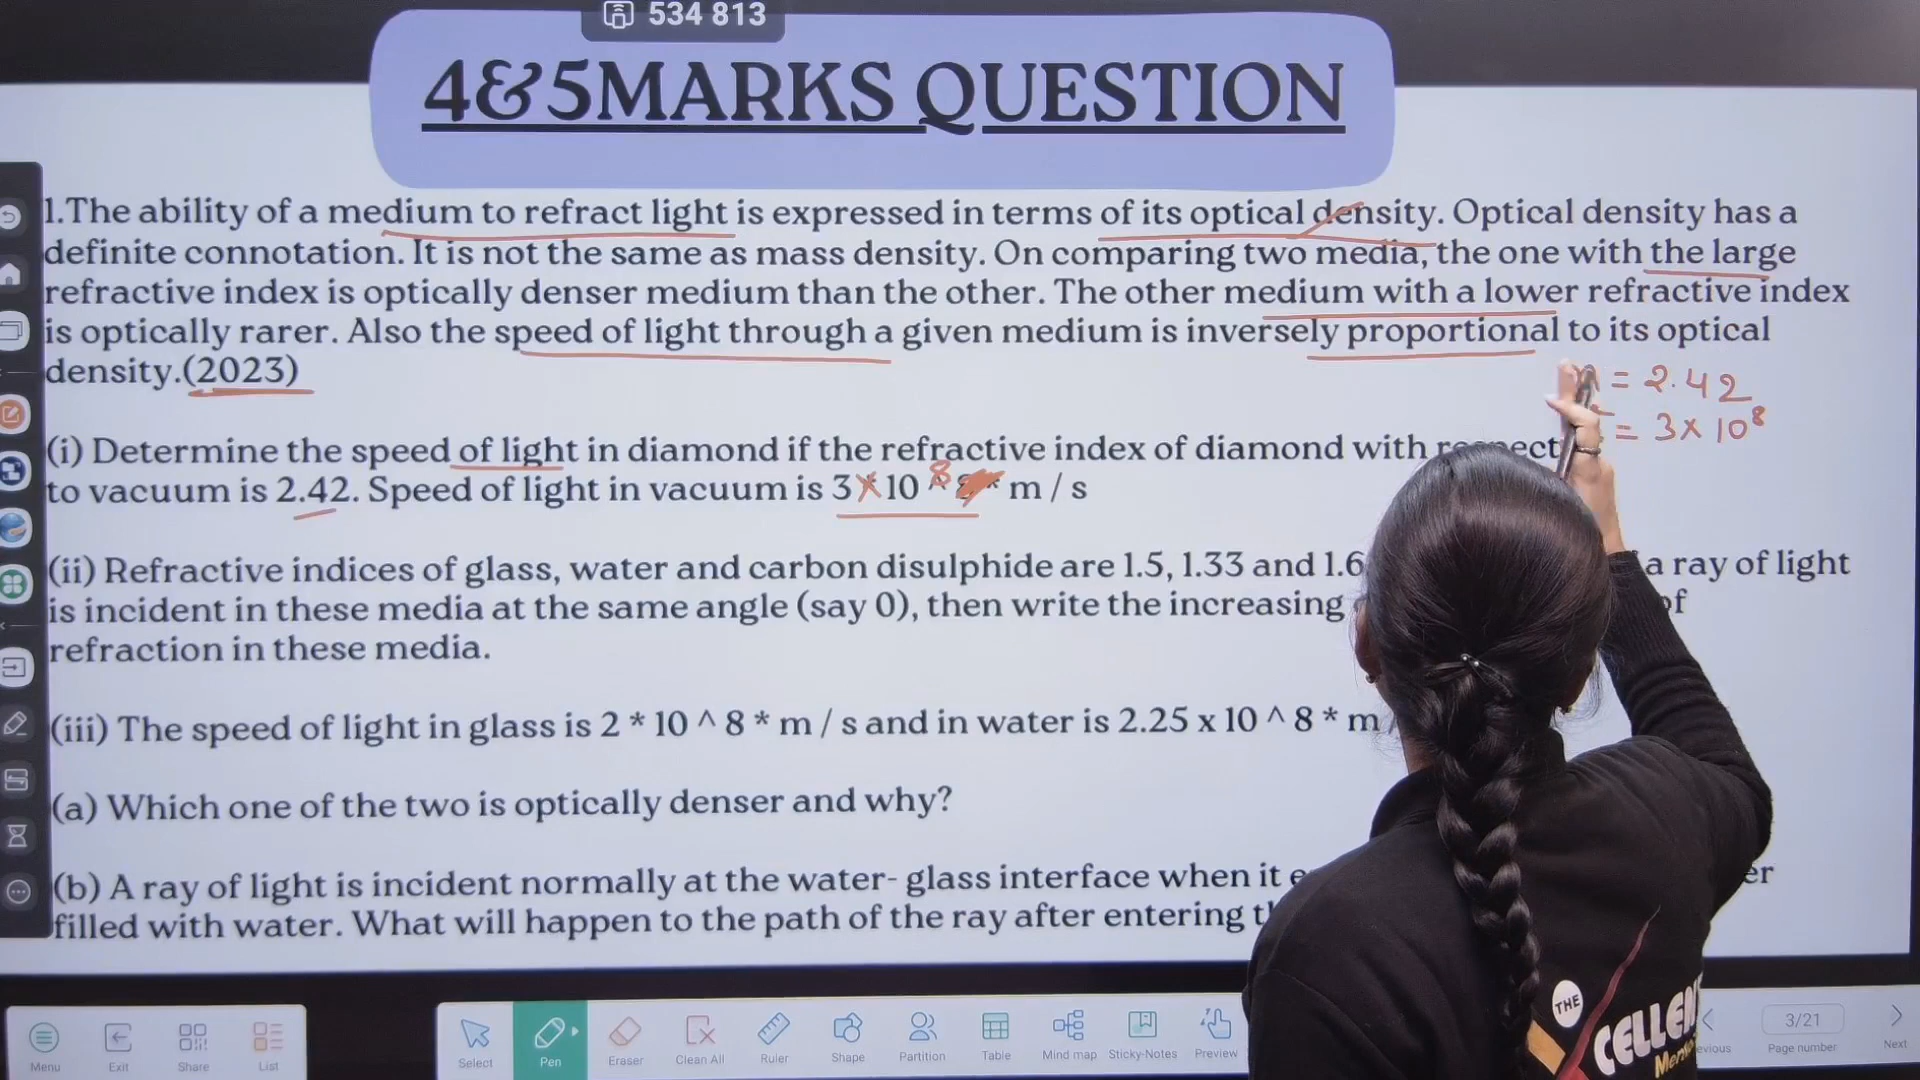 534 813
4&5MARKS QUESTION
1.The ability of a medium to refract light is expressed in terms of its optical density. Optical density has a
definite connotation. It is not the same as mass density. On comparing two media, the one with the large
refractive index is optically denser medium than the other. The other medium with a lower refractive index
is optically rarer. Also the speed of light through a given medium is inversely proportional to its optical
density.(2023)
n = 2.42
= 3×10⁸
(i) Determine the speed of light in diamond if the refractive index of diamond with respect
to vacuum is 2.42. Speed of light in vacuum is 3×10 ^ 8 m / s
(ii) Refractive indices of glass, water and carbon disulphide are 1.5, 1.33 and 1.6 a ray of light
is incident in these media at the same angle (say 0), then write the increasing of
refraction in these media.
(iii) The speed of light in glass is 2 * 10 ^ 8 * m / s and in water is 2.25 x 10 ^ 8 * m
(a) Which one of the two is optically denser and why?
(b) A ray of light is incident normally at the water- glass interface when it
filled with water. What will happen to the path of the ray after entering
THE
Menu Exit Share List Select Pen Eraser Clean All Ruler Shape Partition Table Mind map Sticky-Notes Preview 3/21 Page number Next